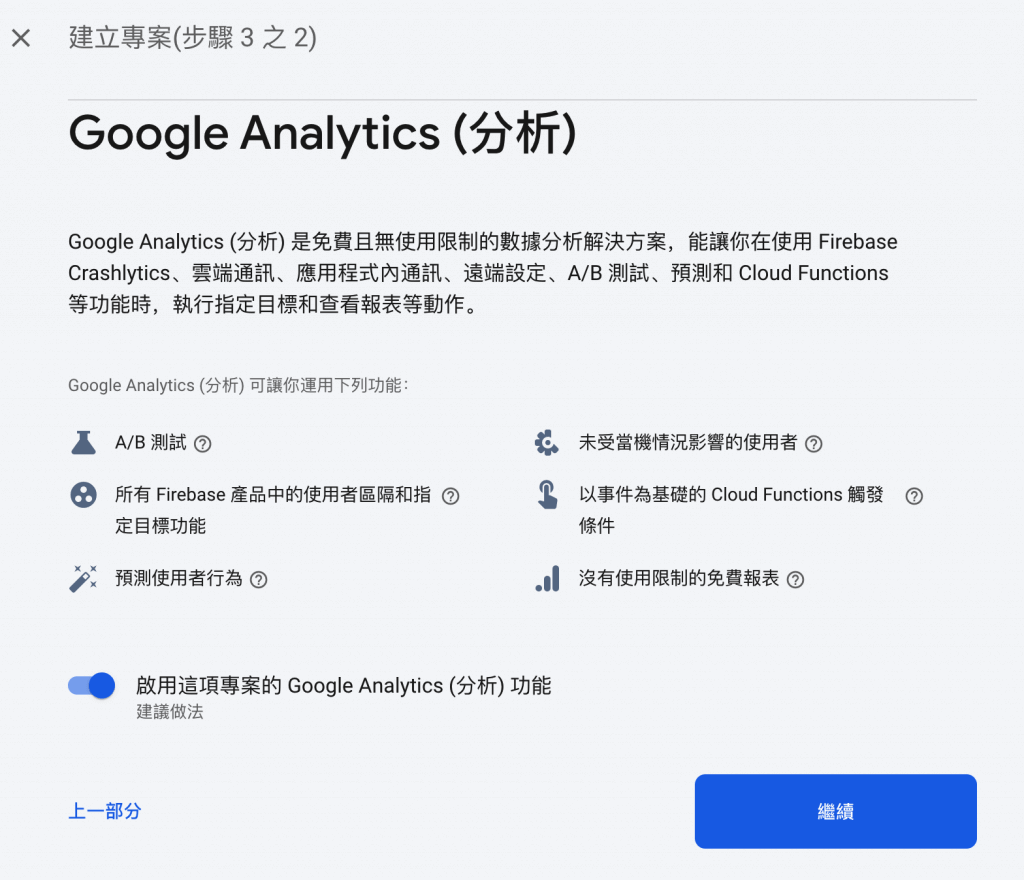 建立專案(步驟 3 之 2)
Google Analytics (分析)
Google Analytics (分析) 是免費且無使用限制的數據分析解決方案，能讓你在使用 Firebase
Crashlytics、雲端通訊、應用程式內通訊、遠端設定、A/B 測試、預測和 Cloud Functions
等功能時，執行指定目標和查看報表等動作。
Google Analytics (分析) 可讓你運用下列功能：
A/B 測試
未受當機情況影響的使用者
所有 Firebase 產品中的使用者區隔和指
定目標功能
以事件為基礎的 Cloud Functions 觸發
條件
預測使用者行為
沒有使用限制的免費報表
啟用這項專案的 Google Analytics (分析) 功能
建議做法
上一部分
繼續